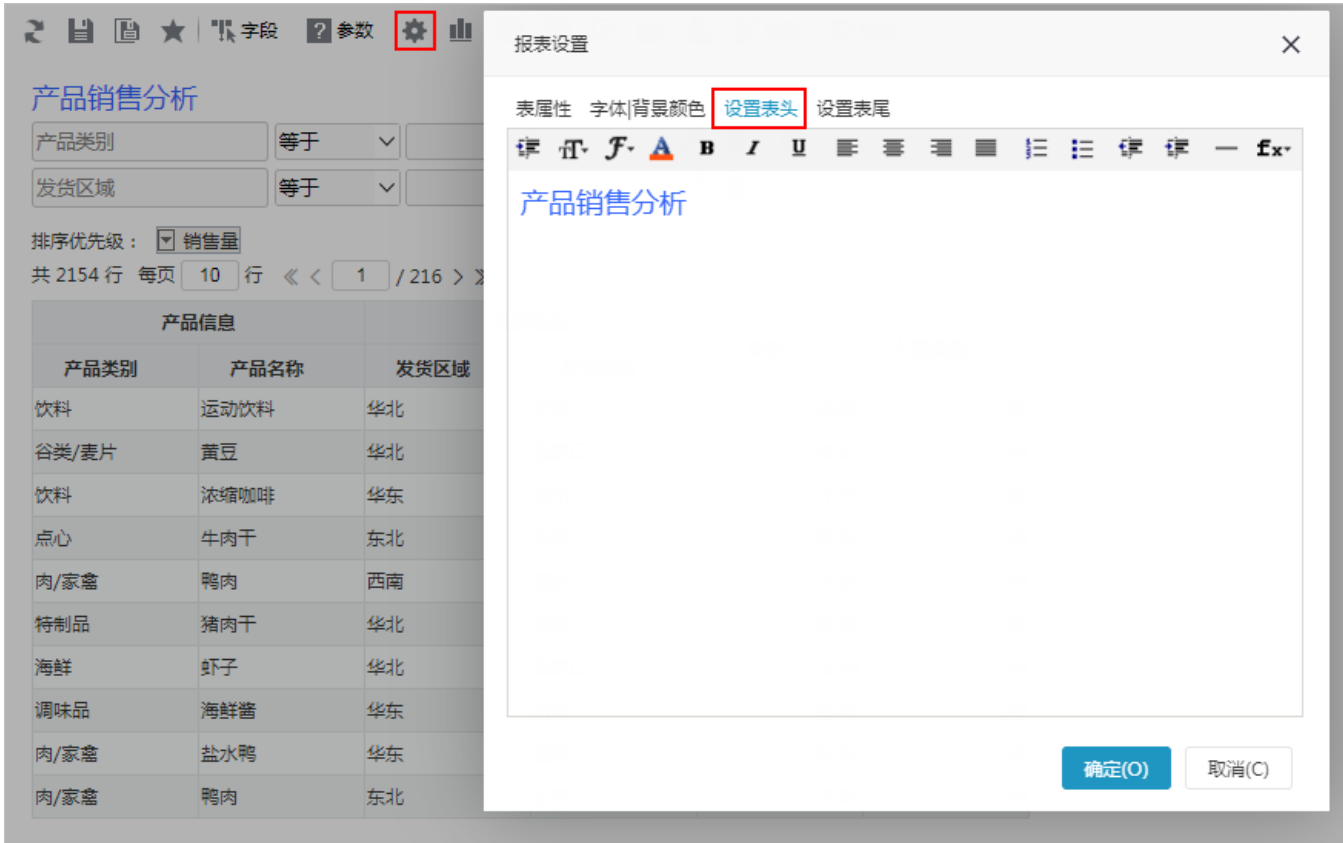 字段 ? 参数
产品销售分析
产品类别 等于
发货区域 等于
排序优先级： 销售量
共 2154 行 每页 10 行 1 / 216
产品信息
产品类别 产品名称 发货区域
饮料 运动饮料 华北
谷类/麦片 黄豆 华北
饮料 浓缩咖啡 华东
点心 牛肉干 东北
肉/家禽 鸭肉 西南
特制品 猪肉干 华北
海鲜 虾子 华北
调味品 海鲜酱 华东
肉/家禽 盐水鸭 华东
肉/家禽 鸭肉 东北
报表设置
表属性 字体|背景颜色 设置表头 设置表尾
T F A B I U fx
产品销售分析
确定(O) 取消(C)